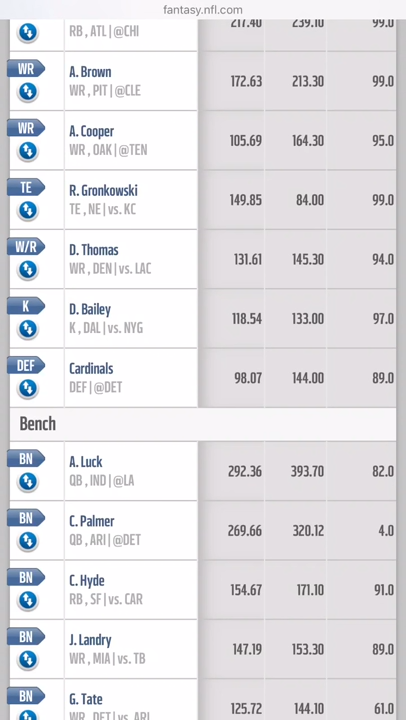 fantasy.nfl.com
RB , ATL | @CHI 217.40 239.10 99.0
WR A. Brown
WR , PIT | @CLE 172.63 213.30 99.0
WR A. Cooper
WR , OAK | @TEN 105.69 164.30 95.0
TE R. Gronkowski
TE , NE | vs. KC 149.85 84.00 99.0
W/R D. Thomas
WR , DEN | vs. LAC 131.61 145.30 94.0
K D. Bailey
K , DAL | vs. NYG 118.54 133.00 97.0
DEF Cardinals
DEF | @DET 98.07 144.00 89.0
Bench
BN A. Luck
QB , IND | @LA 292.36 393.70 82.0
BN C. Palmer
QB , ARI | @DET 269.66 320.12 4.0
BN C. Hyde
RB , SF | vs. CAR 154.67 171.10 91.0
BN J. Landry
WR , MIA | vs. TB 147.19 153.30 89.0
BN G. Tate
WR , DET | vs. ARI 125.72 144.10 61.0